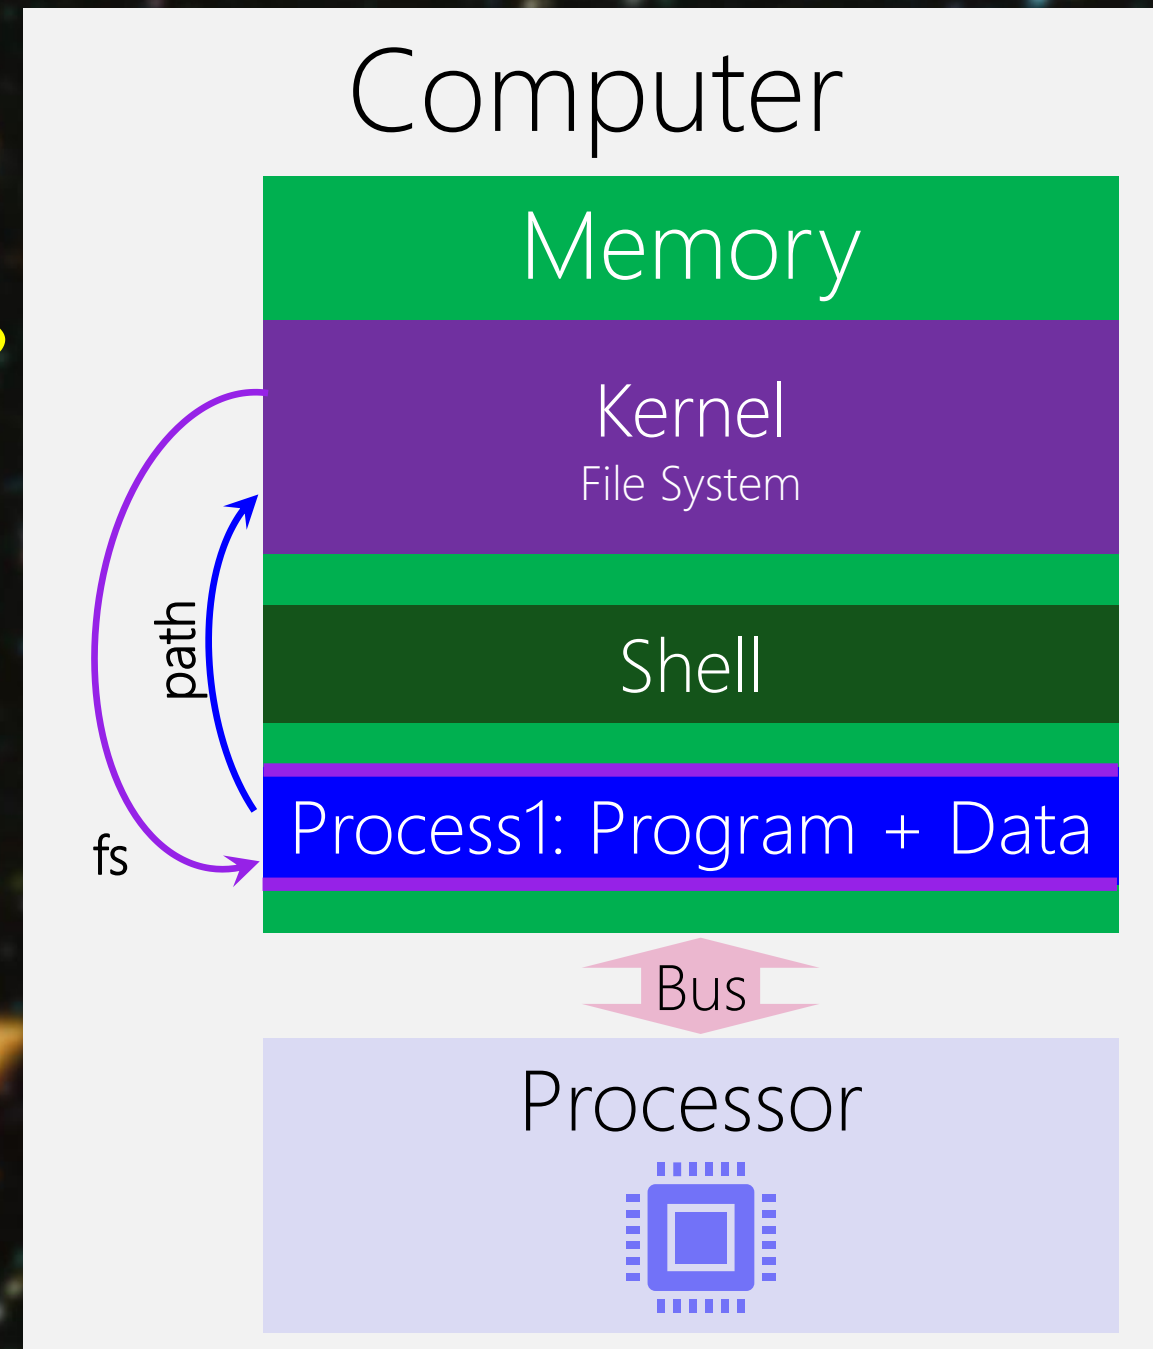 Computer
Memory
Kernel
File System
path
Shell
Process1: Program + Data
fs
Bus
Processor